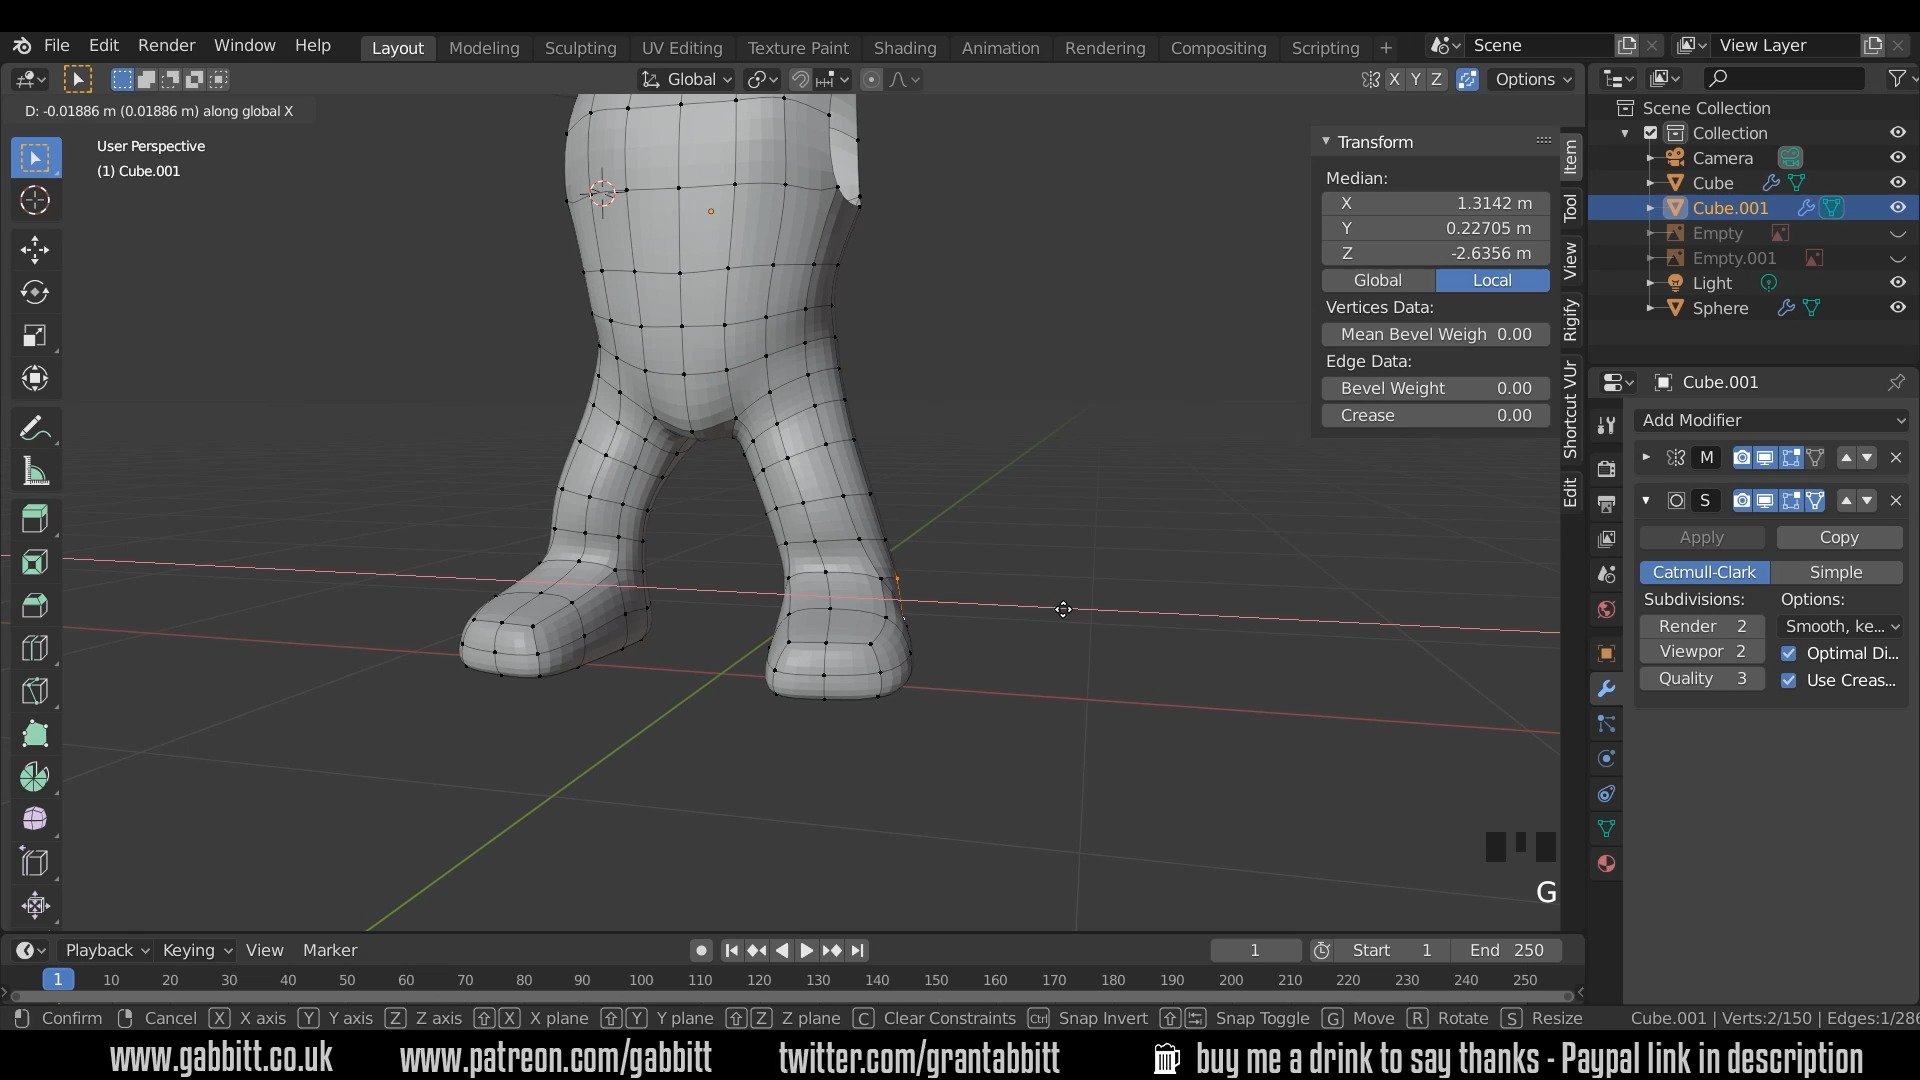 File Edit Render Window Help Layout Modeling Sculpting UV Editing Texture Paint Shading Animation Rendering Compositing Scripting + Scene View Layer
Global X Y Z Options
D: -0.01886 m (0.01886 m) along global X
User Perspective
(1) Cube.001
Transform
Median:
X 1.3142 m
Y 0.22705 m
Z -2.6356 m
Global Local
Vertices Data:
Mean Bevel Weigh 0.00
Edge Data:
Bevel Weight 0.00
Crease 0.00
Item
Tool
View
Rigify
Shortcut VUr
Edit
Scene Collection
Collection
Camera
Cube
Cube.001
Empty
Empty.001
Light
Sphere
Cube.001
Add Modifier
M
S
Apply Copy
Catmull-Clark Simple
Subdivisions: Options:
Render 2 Smooth, ke...
Viewpor 2 Optimal Di...
Quality 3 Use Creas...
G
Playback Keying View Marker 1 Start 1 End 250
1 10 20 30 40 50 60 70 80 90 100 110 120 130 140 150 160 170 180 190 200 210 220 230 240 250
Confirm Cancel X X axis Y Y axis Z Z axis X X plane Y Y plane Z Z plane C Clear Constraints Ctrl Snap Invert Snap Toggle G Move R Rotate S Resize Cube.001 | Verts:2/150 | Edges:1/286
www.gabbitt.co.uk www.patreon.com/gabbitt twitter.com/grantabbitt buy me a drink to say thanks - Paypal link in description